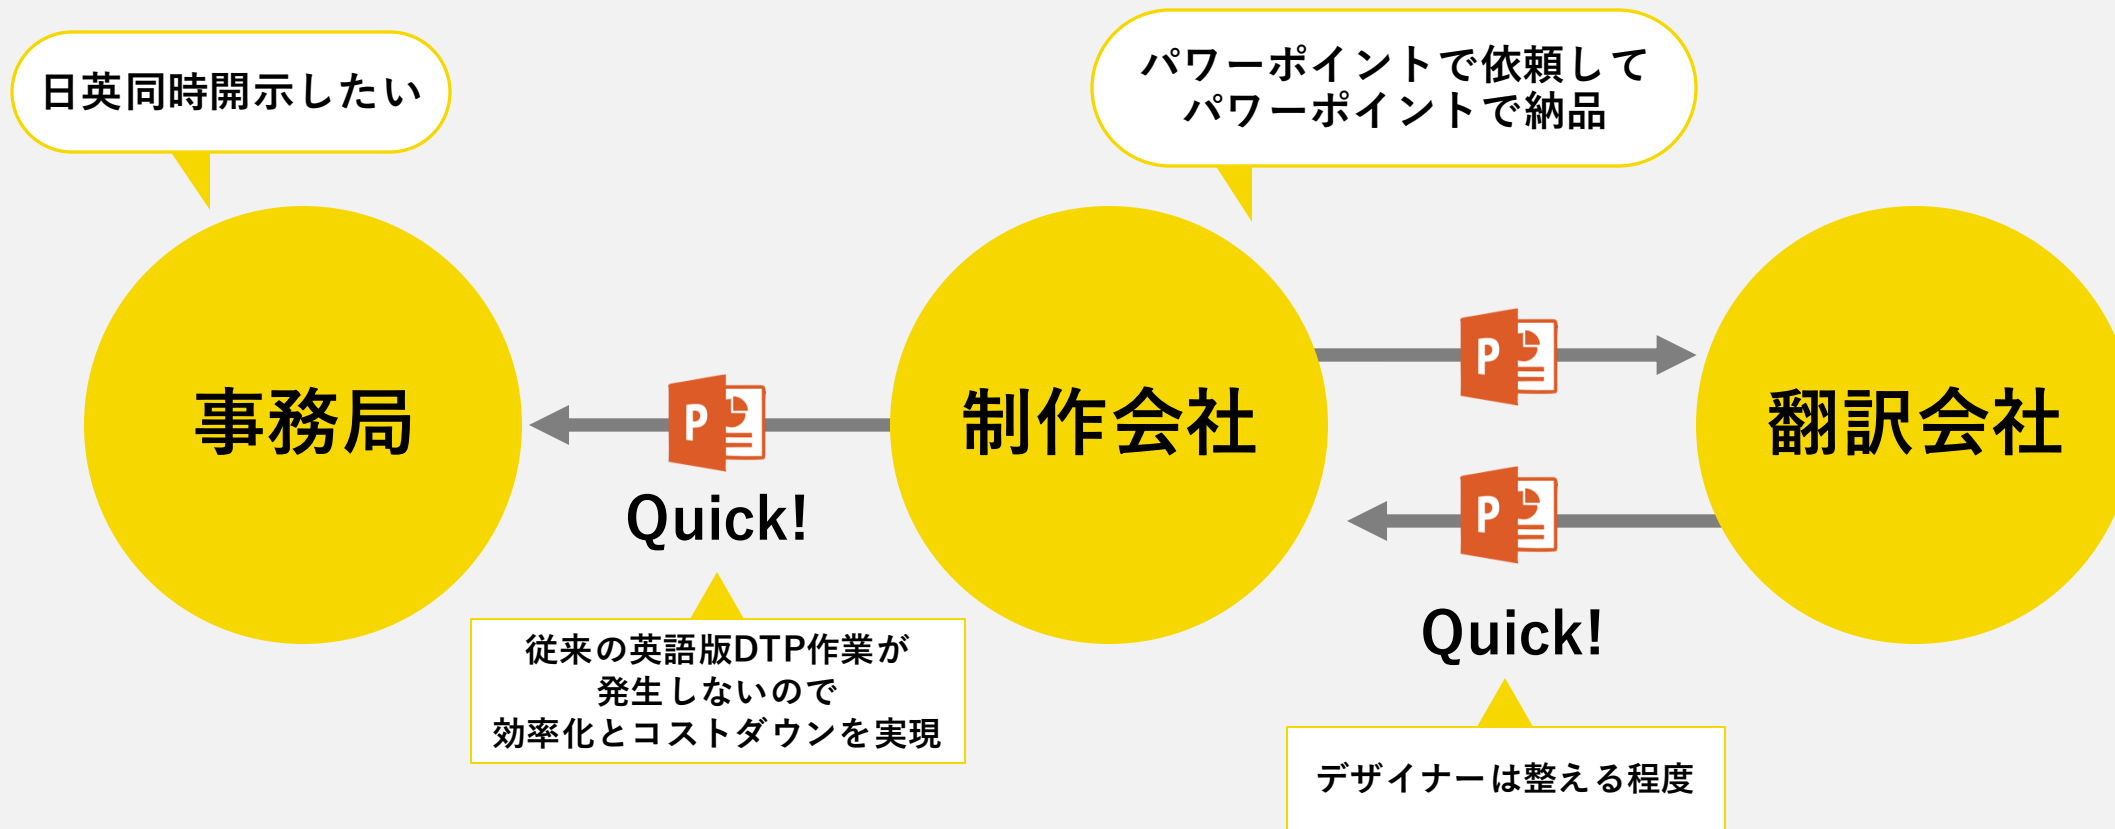 日英同時開示したい
パワーポイントで依頼して
パワーポイントで納品
事務局
P
Quick!
従来の英語版DTP作業が
発生しないので
効率化とコストダウンを実現
制作会社
P
P
Quick!
デザイナーは整える程度
翻訳会社